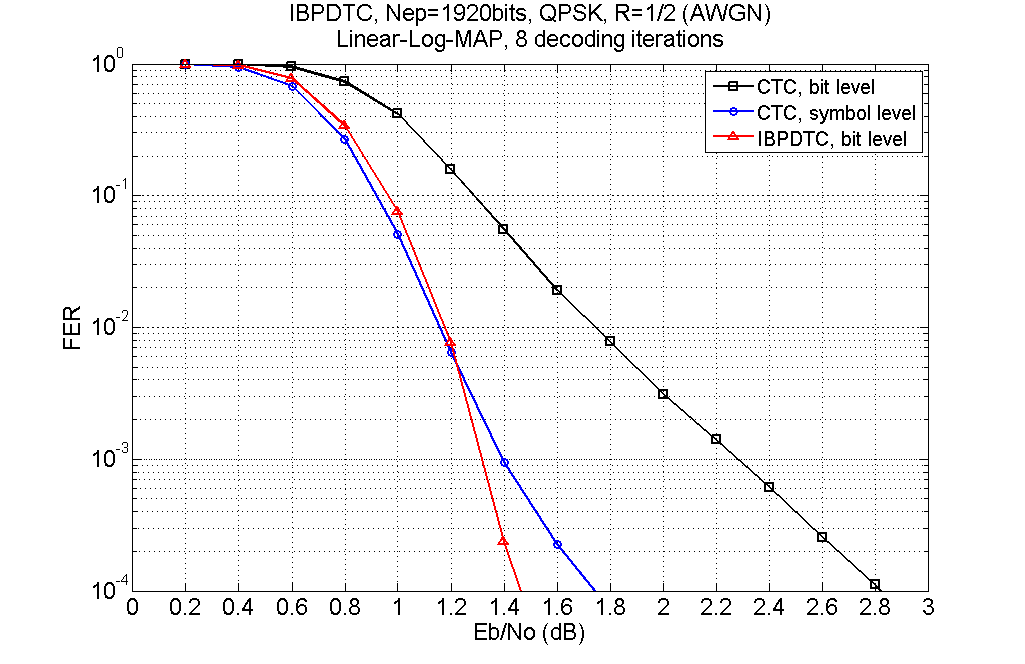 IBPDTC, Nep=1920bits, QPSK, R=1/2 (AWGN)
Linear-Log-MAP, 8 decoding iterations
CTC, bit level
CTC, symbol level
IBPDTC, bit level
10^0
10^-1
10^-2
10^-3
10^-4
FER
0 0.2 0.4 0.6 0.8 1 1.2 1.4 1.6 1.8 2 2.2 2.4 2.6 2.8 3
Eb/No (dB)